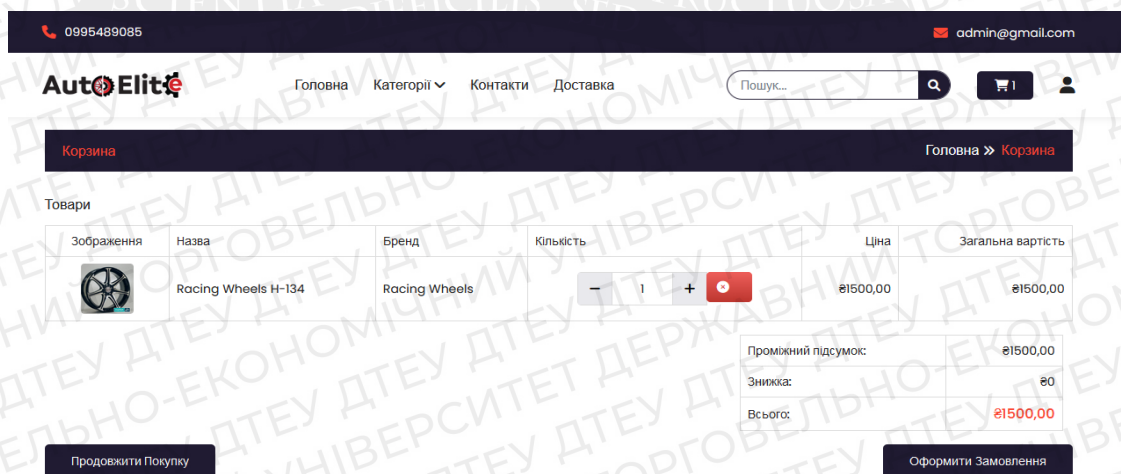 0995489085 admin@gmail.com
AutoElite Головна Категорії Контакти Доставка Пошук... 1
Корзина Головна » Корзина
Товари
Зображення Назва Бренд Кількість Ціна Загальна вартість
Racing Wheels H-134 Racing Wheels − 1 + ₴1500,00 ₴1500,00
Проміжний підсумок: ₴1500,00
Знижка: ₴0
Всього: ₴1500,00
Продовжити Покупку Оформити Замовлення